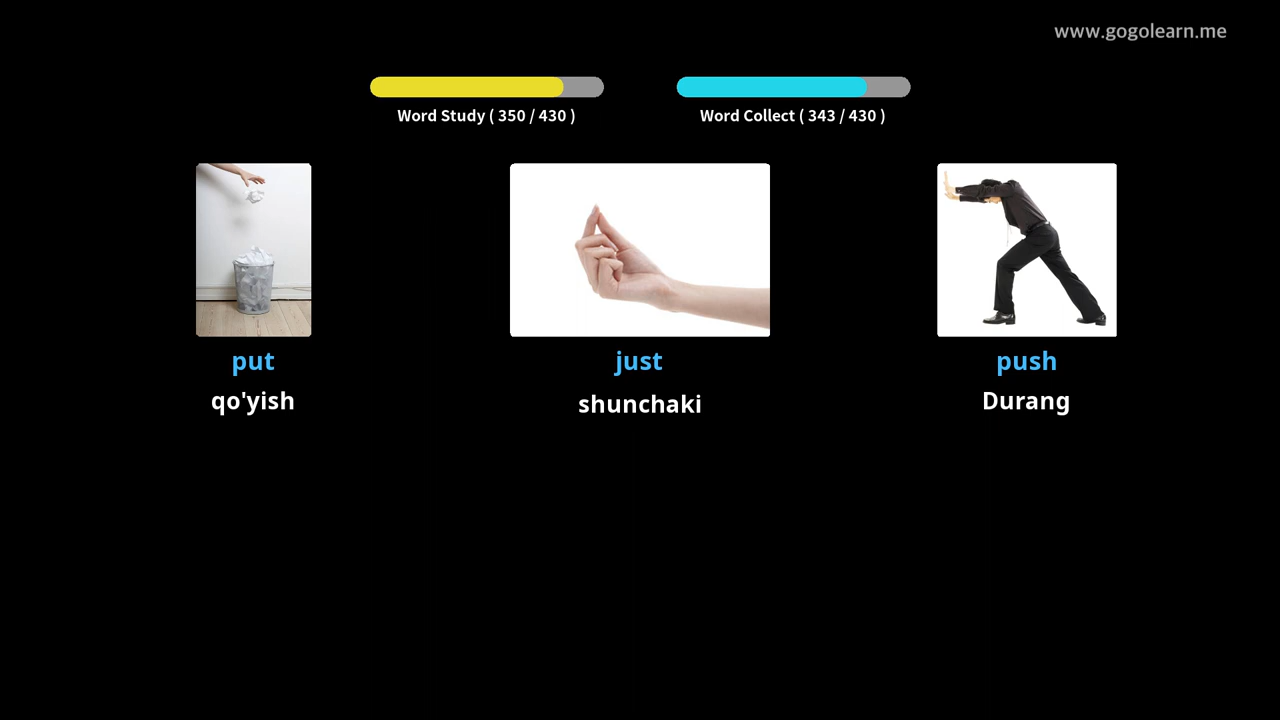 www.gogolearn.me
Word Study ( 350 / 430 )
Word Collect ( 343 / 430 )
put
just
push
qo'yish
shunchaki
Durang